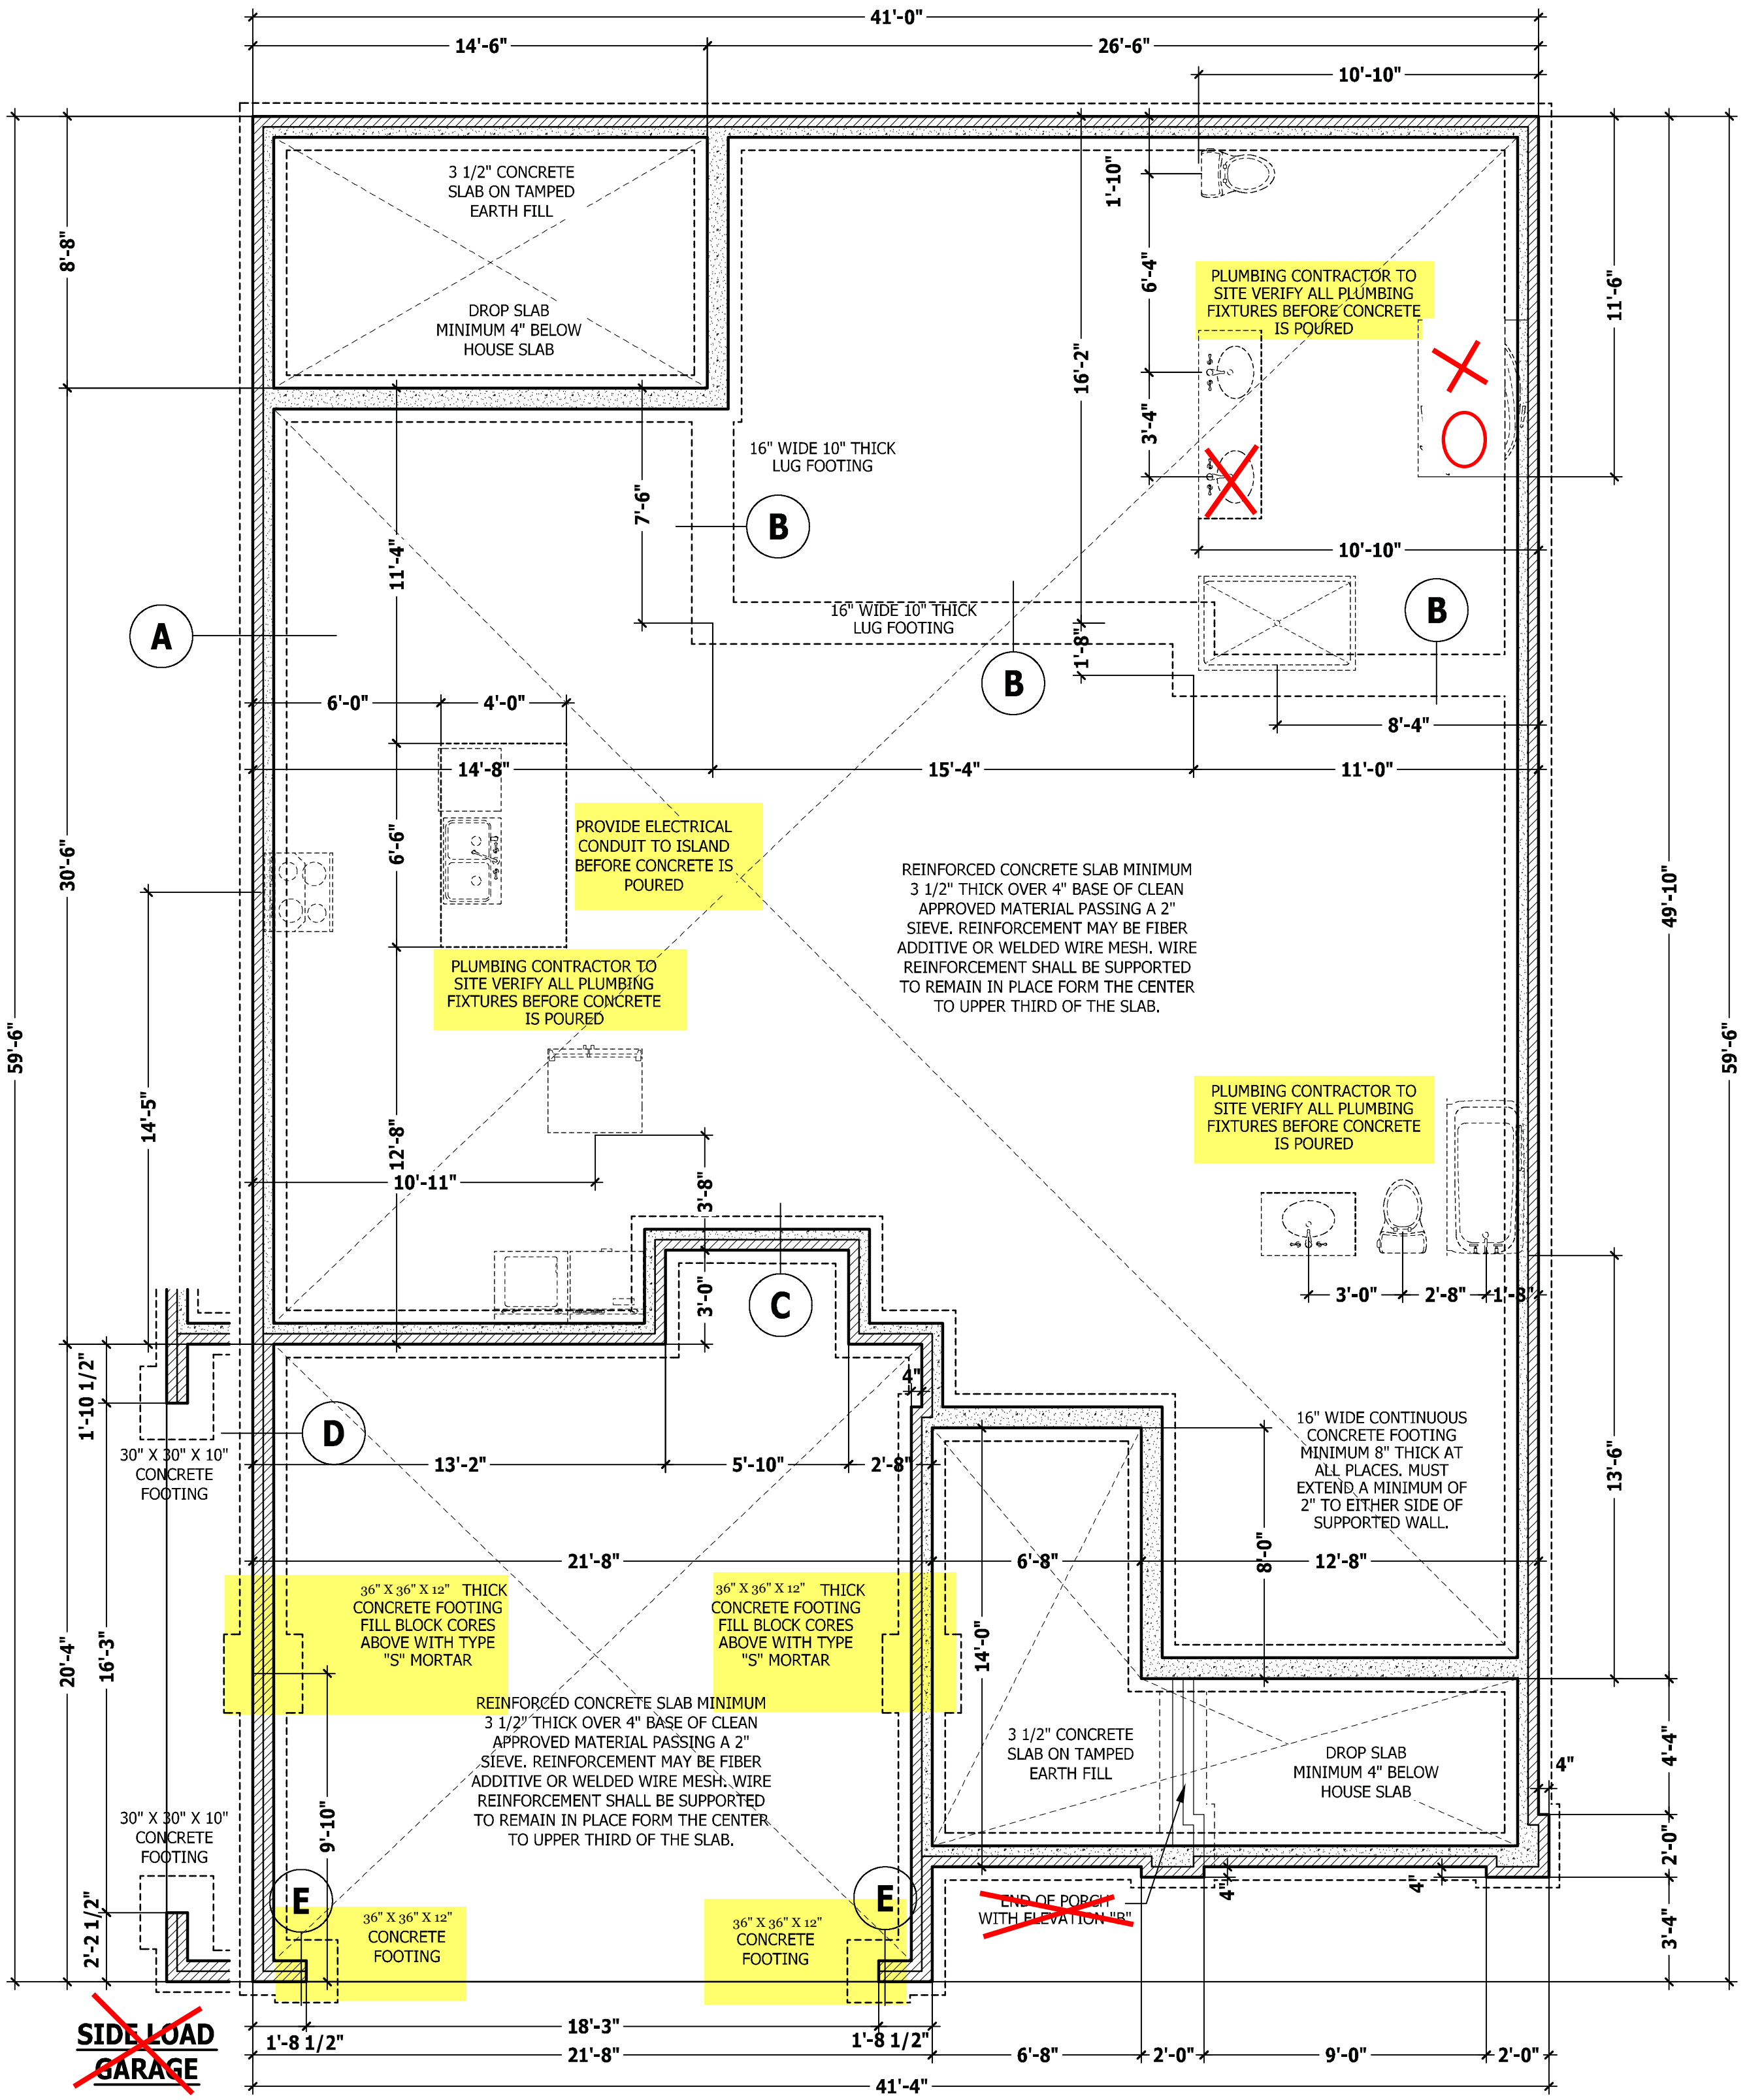 41'-0"
14'-6"
26'-6"
10'-10"
3 1/2" CONCRETE
SLAB ON TAMPED
EARTH FILL
DROP SLAB
MINIMUM 4" BELOW
HOUSE SLAB
8'-8"
1'-10"
6'-4"
3'-4"
16'-2"
1'-8"
11'-6"
PLUMBING CONTRACTOR TO
SITE VERIFY ALL PLUMBING
FIXTURES BEFORE CONCRETE
IS POURED
16" WIDE 10" THICK
LUG FOOTING
7'-6"
11'-4"
B
10'-10"
A
16" WIDE 10" THICK
LUG FOOTING
B
B
6'-0"
4'-0"
8'-4"
14'-8"
15'-4"
11'-0"
6'-6"
30'-6"
PROVIDE ELECTRICAL
CONDUIT TO ISLAND
BEFORE CONCRETE IS
POURED
REINFORCED CONCRETE SLAB MINIMUM
3 1/2" THICK OVER 4" BASE OF CLEAN
APPROVED MATERIAL PASSING A 2"
SIEVE. REINFORCEMENT MAY BE FIBER
ADDITIVE OR WELDED WIRE MESH. WIRE
REINFORCEMENT SHALL BE SUPPORTED
TO REMAIN IN PLACE FORM THE CENTER
TO UPPER THIRD OF THE SLAB.
49'-10"
PLUMBING CONTRACTOR TO
SITE VERIFY ALL PLUMBING
FIXTURES BEFORE CONCRETE
IS POURED
59'-6"
59'-6"
14'-5"
12'-8"
10'-11"
3'-8"
3'-0"
PLUMBING CONTRACTOR TO
SITE VERIFY ALL PLUMBING
FIXTURES BEFORE CONCRETE
IS POURED
3'-0"
2'-8"
1'-8"
C
1'-10 1/2"
4"
D
30" X 30" X 10"
CONCRETE
FOOTING
13'-2"
5'-10"
2'-8"
16" WIDE CONTINUOUS
CONCRETE FOOTING
MINIMUM 8" THICK AT
ALL PLACES. MUST
EXTEND A MINIMUM OF
2" TO EITHER SIDE OF
SUPPORTED WALL.
13'-6"
21'-8"
6'-8"
8'-0"
12'-8"
36" X 36" X 12" THICK
CONCRETE FOOTING
FILL BLOCK CORES
ABOVE WITH TYPE
"S" MORTAR
36" X 36" X 12" THICK
CONCRETE FOOTING
FILL BLOCK CORES
ABOVE WITH TYPE
"S" MORTAR
20'-4"
16'-3"
14'-0"
REINFORCED CONCRETE SLAB MINIMUM
3 1/2" THICK OVER 4" BASE OF CLEAN
APPROVED MATERIAL PASSING A 2"
SIEVE. REINFORCEMENT MAY BE FIBER
ADDITIVE OR WELDED WIRE MESH. WIRE
REINFORCEMENT SHALL BE SUPPORTED
TO REMAIN IN PLACE FORM THE CENTER
TO UPPER THIRD OF THE SLAB.
3 1/2" CONCRETE
SLAB ON TAMPED
EARTH FILL
DROP SLAB
MINIMUM 4" BELOW
HOUSE SLAB
4'-4"
4"
30" X 30" X 10"
CONCRETE
FOOTING
9'-10"
2'-0"
E
E
4"
4"
END OF PORCH
WITH ELEVATION "B"
36" X 36" X 12"
CONCRETE
FOOTING
36" X 36" X 12"
CONCRETE
FOOTING
2'-2 1/2"
3'-4"
SIDE LOAD
GARAGE
1'-8 1/2"
18'-3"
1'-8 1/2"
21'-8"
6'-8"
2'-0"
9'-0"
2'-0"
41'-4"